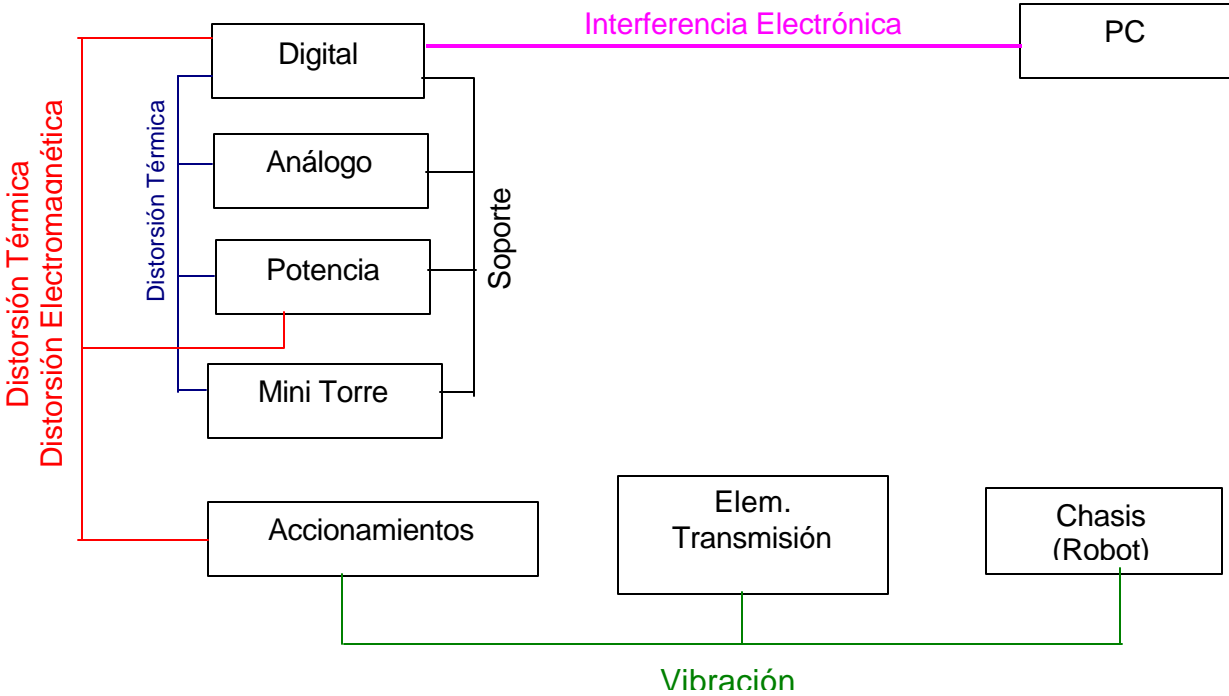 Interferencia Electrónica
PC
Digital
Distorsión Térmica
Análogo
Distorsión Térmica
Distorsión Electromagnética
Soporte
Potencia
Mini Torre
Accionamientos
Elem.
Transmisión
Chasis
(Robot)
Vibración